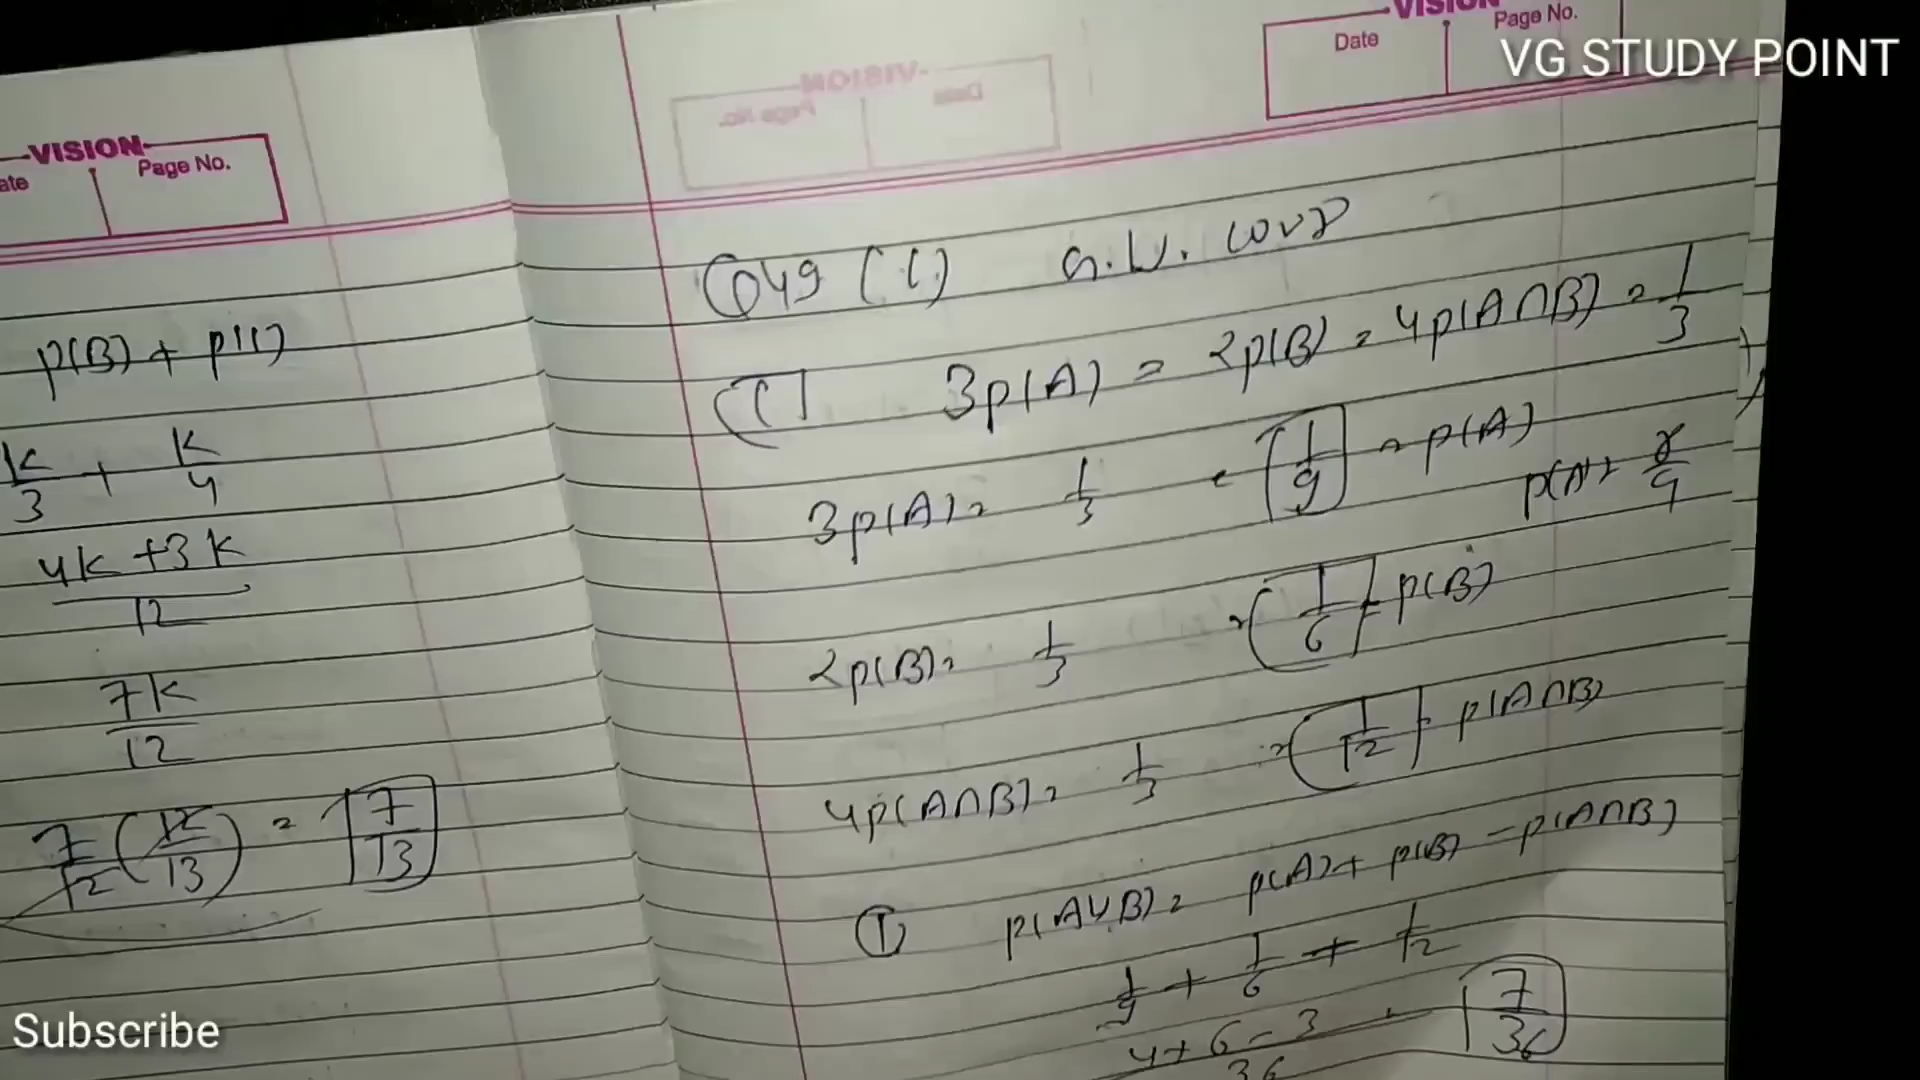 VISION
Date
Page No.
VG STUDY POINT
VISION
ate
Page No.
P(B) + P(C)
K/3 + K/4
4K + 3K / 12
7K / 12
7/12 (12/13) = 7/13
Q49 (i)
3P(A) = 2P(B) = 4P(A∩B) = 1/3
3P(A) = 1/3 = 1/9 = P(A)
2P(B) = 1/3 = 1/6 = P(B)
4P(A∩B) = 1/3 = 1/12 = P(A∩B)
① P(A∪B) = P(A) + P(B) - P(A∩B)
1/9 + 1/6 + 1/12
4 + 6 - 3 / 36 = 7/36
Subscribe